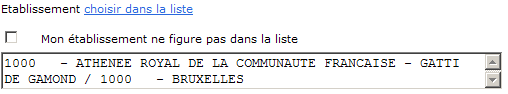 Etablissement choisir dans la liste
Mon établissement ne figure pas dans la liste
1000 - ATHENEE ROYAL DE LA COMMUNAUTE FRANCAISE - GATTI
DE GAMOND / 1000 - BRUXELLES